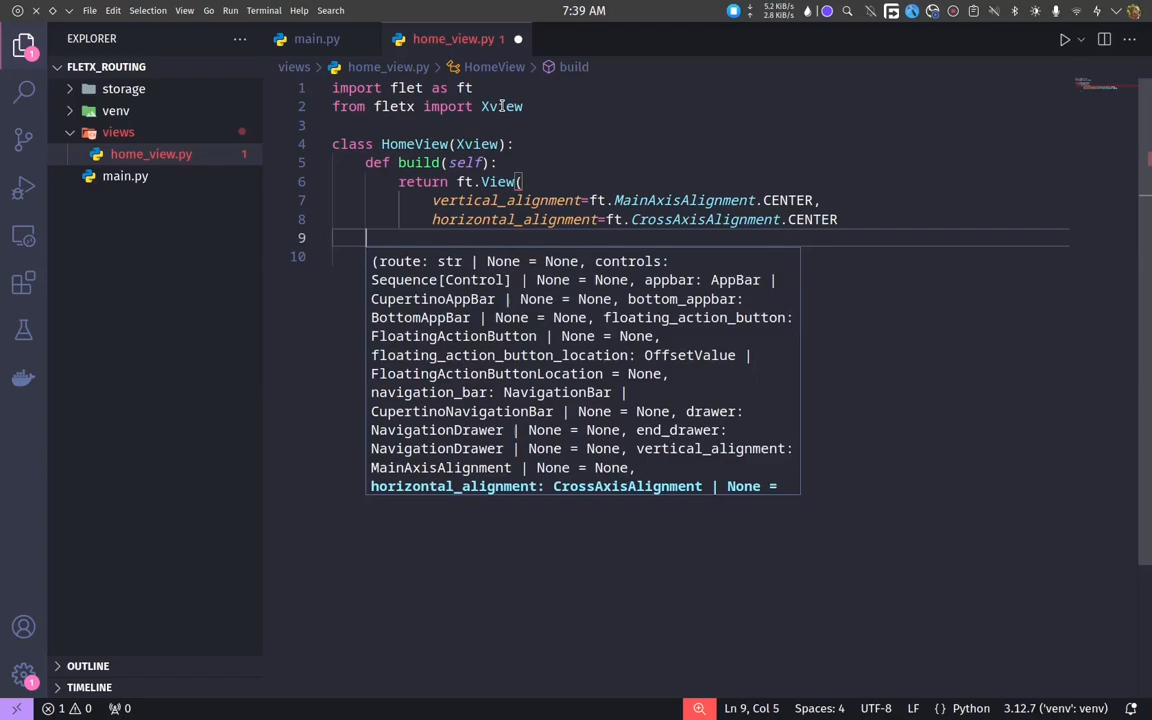 File Edit Selection View Go Run Terminal Help Search
7:39 AM
5.2 KiB/s
2.8 KiB/s
EXPLORER
main.py
home_view.py 1
FLETX_ROUTING
views > home_view.py > HomeView > build
storage
venv
views
home_view.py 1
main.py
1
1
1 import flet as ft
2 from fletx import Xview
3
4 class HomeView(Xview):
5 def build(self):
6 return ft.View(
7 vertical_alignment=ft.MainAxisAlignment.CENTER,
8 horizontal_alignment=ft.CrossAxisAlignment.CENTER
9
10
(route: str | None = None, controls:
Sequence[Control] | None = None, appbar: AppBar |
CupertinoAppBar | None = None, bottom_appbar:
BottomAppBar | None = None, floating_action_button:
FloatingActionButton | None = None,
floating_action_button_location: OffsetValue |
FloatingActionButtonLocation = None,
navigation_bar: NavigationBar |
CupertinoNavigationBar | None = None, drawer:
NavigationDrawer | None = None, end_drawer:
NavigationDrawer | None = None, vertical_alignment:
MainAxisAlignment | None = None,
horizontal_alignment: CrossAxisAlignment | None =
OUTLINE
TIMELINE
1 0 0
Ln 9, Col 5 Spaces: 4 UTF-8 LF {} Python 3.12.7 ('venv': venv)